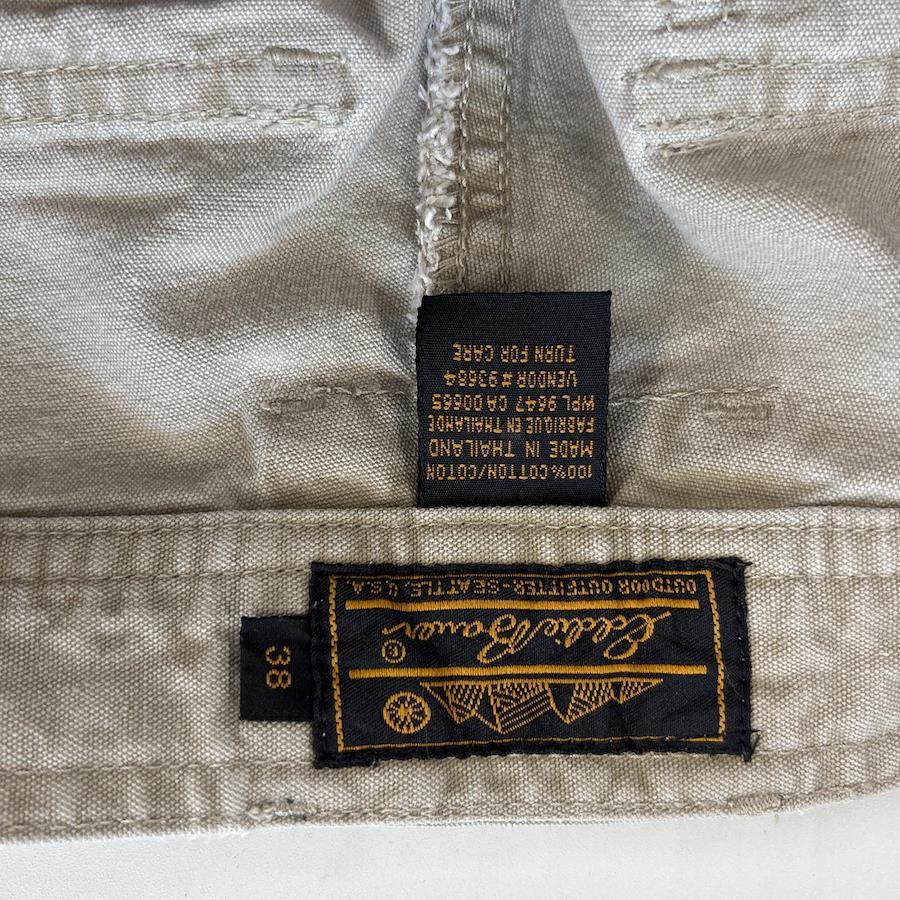 Eddie Bauer ®
OUTDOOR OUTFITTER-SEATTLE, U.S.A.
38
100% COTTON/COTON
MADE IN THAILAND
FABRIQUE EN THAILANDE
WPL 9647 CA 00665
VENDOR # 93684
TURN FOR CARE